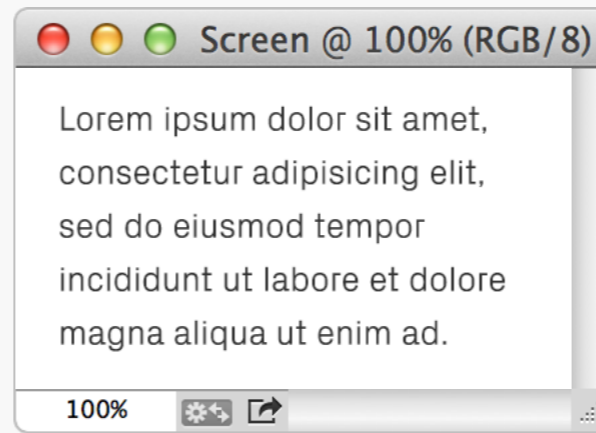 Screen @ 100% (RGB/8)
Lorem ipsum dolor sit amet,
consectetur adipisicing elit,
sed do eiusmod tempor
incididunt ut labore et dolore
magna aliqua ut enim ad.
100%